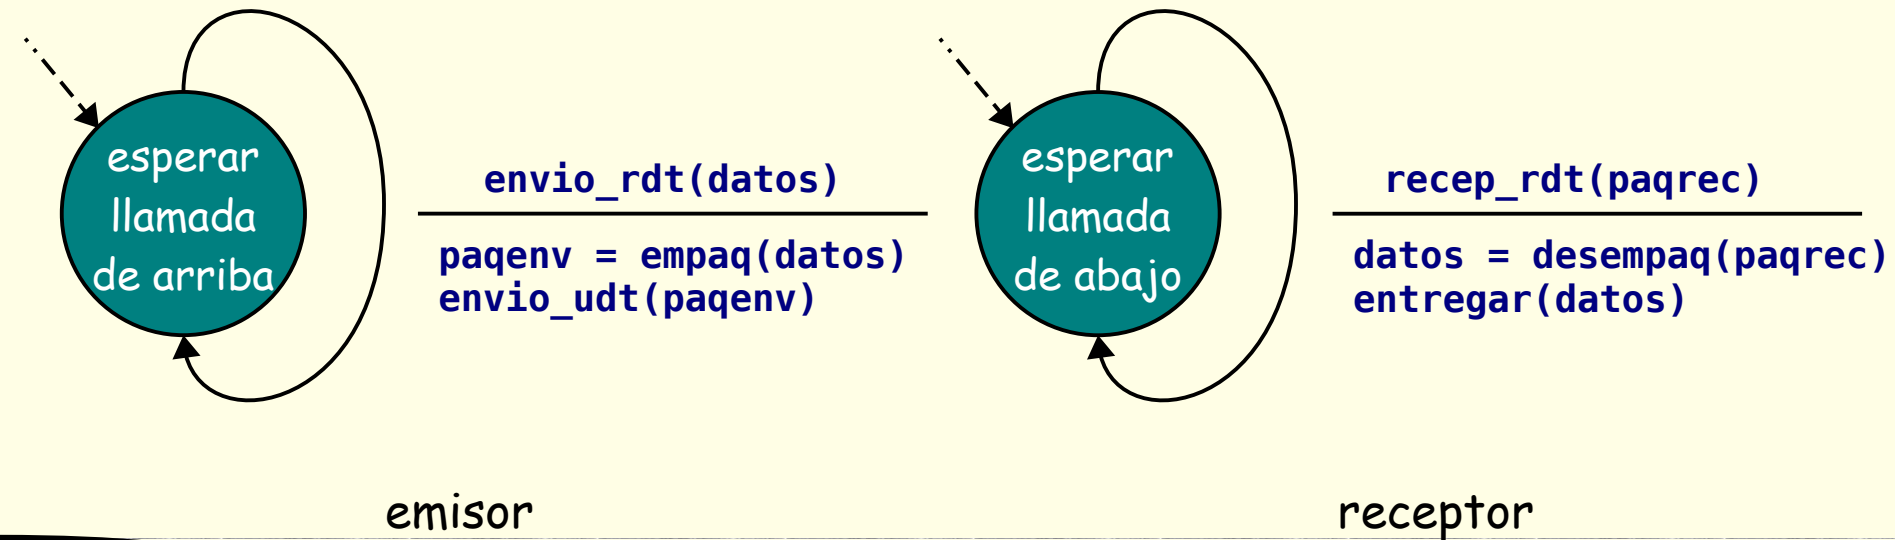 esperar
llamada
de arriba
envio_rdt(datos)
paqenv = empaq(datos)
envio_udt(paqenv)
esperar
llamada
de abajo
recep_rdt(paqrec)
datos = desempaq(paqrec)
entregar(datos)
emisor
receptor